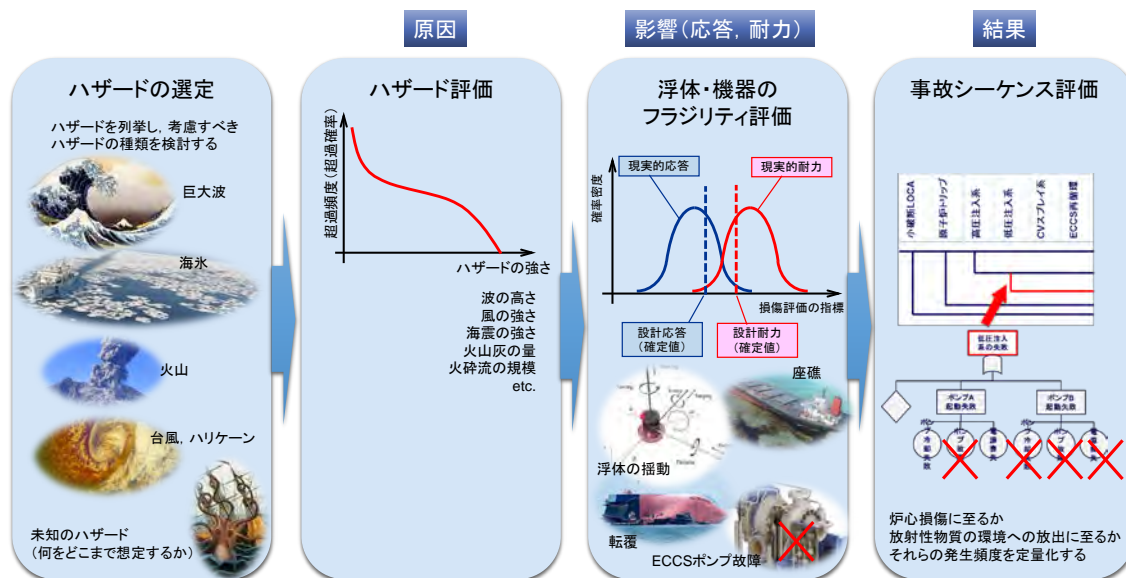 原因
影響(応答, 耐力)
結果
ハザードの選定
ハザードを列挙し, 考慮すべき
ハザードの種類を検討する
巨大波
海氷
火山
台風, ハリケーン
未知のハザード
(何をどこまで想定するか)
ハザード評価
超過頻度(超過確率)
ハザードの強さ
波の高さ
風の強さ
海震の強さ
火山灰の量
火砕流の規模
etc.
浮体・機器の
フラジリティ評価
現実的応答
現実的耐力
確率密度
損傷評価の指標
設計応答
(確定値)
設計耐力
(確定値)
座礁
浮体の揺動
転覆
ECCSポンプ故障
事故シーケンス評価
小破断LOCA
原子炉トリップ
高圧注入系
低圧注入系
CVスプレイ系
ECCS再循環
低圧注入
系の失敗
ポンプA
起動失敗
ポンプB
起動失敗
ポンプ冷却失敗
炉心損傷に至るか
放射性物質の環境への放出に至るか
それらの発生頻度を定量化する